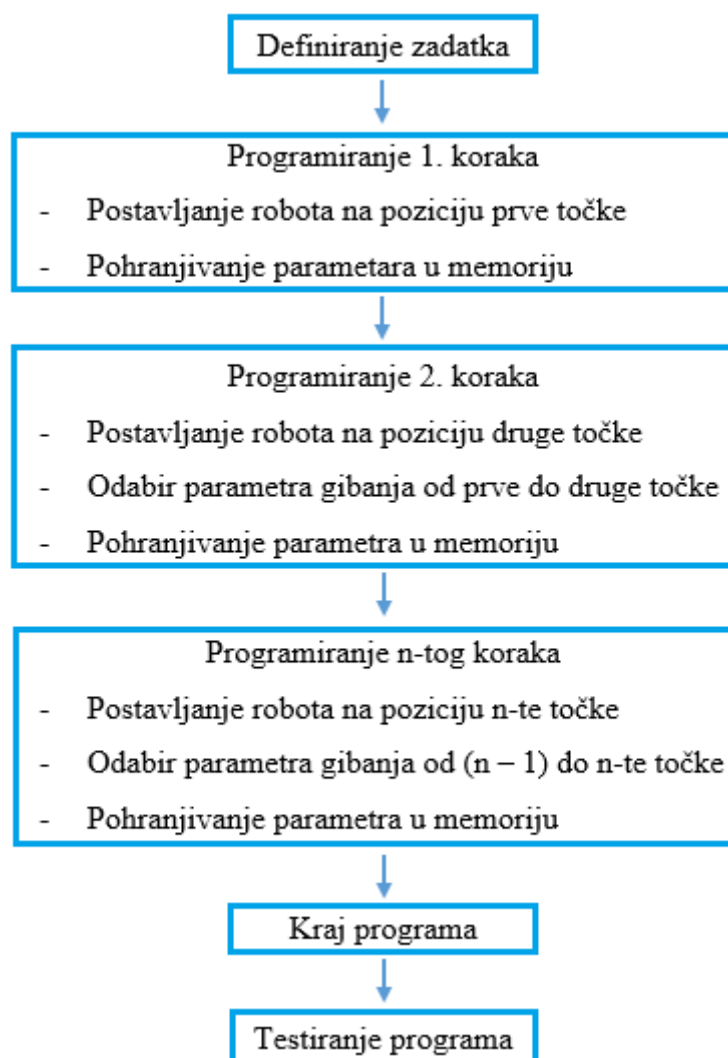 Definiranje zadatka
Programiranje 1. koraka
- Postavljanje robota na poziciju prve točke
- Pohranjivanje parametara u memoriju
Programiranje 2. koraka
- Postavljanje robota na poziciju druge točke
- Odabir parametra gibanja od prve do druge točke
- Pohranjivanje parametra u memoriju
Programiranje n-tog koraka
- Postavljanje robota na poziciju n-te točke
- Odabir parametra gibanja od (n – 1) do n-te točke
- Pohranjivanje parametra u memoriju
Kraj programa
Testiranje programa